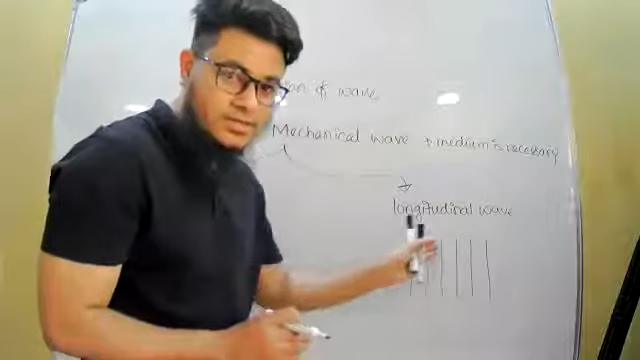 of wave
Mechanical wave → medium is necessary
longitudinal wave